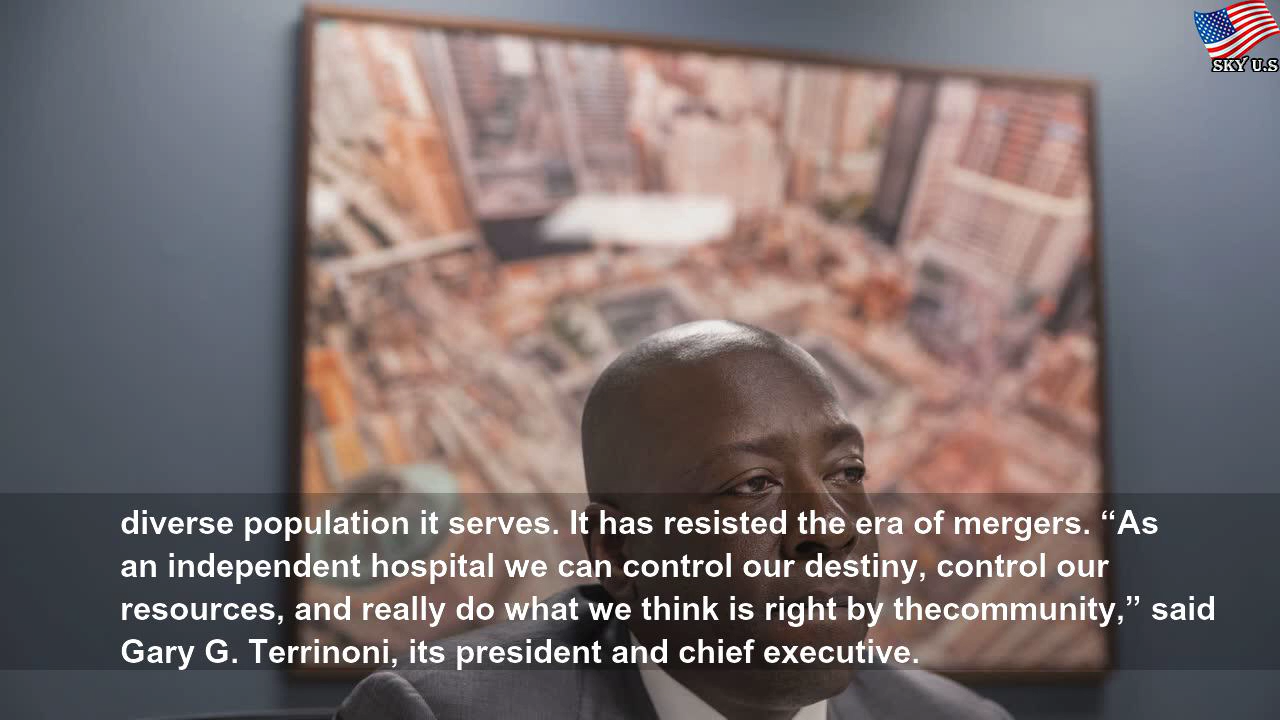 SKY U.S
diverse population it serves. It has resisted the era of mergers. “As
an independent hospital we can control our destiny, control our
resources, and really do what we think is right by thecommunity,” said
Gary G. Terrinoni, its president and chief executive.